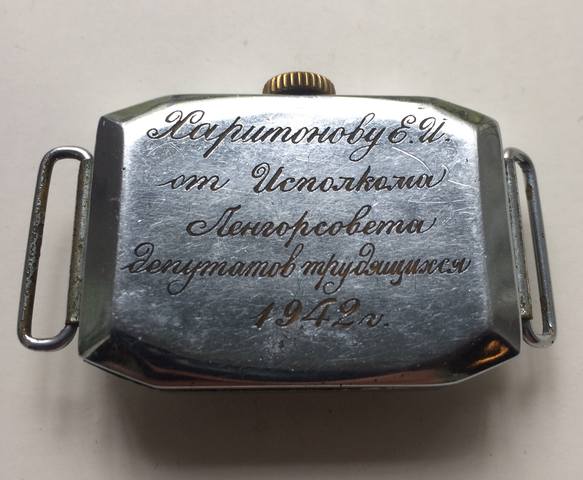 Харитонову Е.И.
от Исполкома
Ленгорсовета
депутатов трудящихся
1942 г.